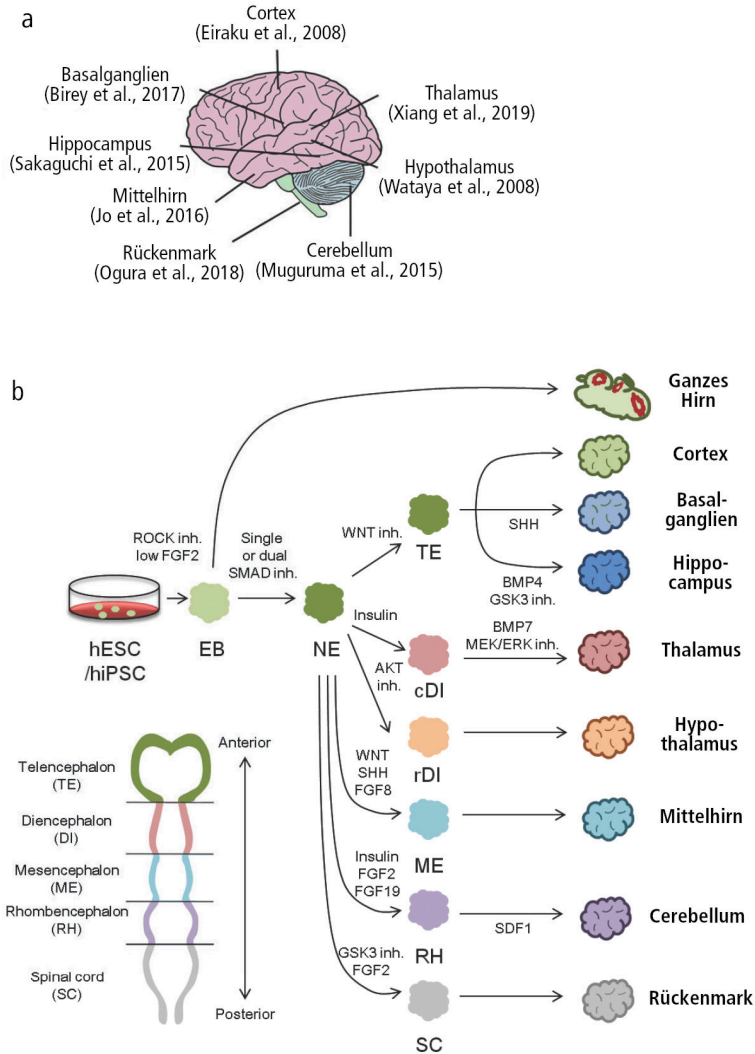 a
Cortex
(Eiraku et al., 2008)
Basalganglien
(Birey et al., 2017)
Thalamus
(Xiang et al., 2019)
Hippocampus
(Sakaguchi et al., 2015)
Hypothalamus
(Wataya et al., 2008)
Mittelhirn
(Jo et al., 2016)
Rückenmark
(Ogura et al., 2018)
Cerebellum
(Muguruma et al., 2015)
b
Ganzes
Hirn
Cortex
Basal-
ganglien
Hippo-
campus
Thalamus
Hypo-
thalamus
Mittelhirn
Cerebellum
Rückenmark
ROCK inh.
low FGF2
Single
or dual
SMAD inh.
WNT inh.
TE
SHH
BMP4
GSK3 inh.
hESC
/hiPSC
EB
NE
Insulin
AKT
inh.
cDI
BMP7
MEK/ERK inh.
rDI
WNT
SHH
FGF8
ME
Insulin
FGF2
FGF19
RH
SDF1
GSK3 inh.
FGF2
SC
Anterior
Telencephalon
(TE)
Diencephalon
(DI)
Mesencephalon
(ME)
Rhombencephalon
(RH)
Spinal cord
(SC)
Posterior